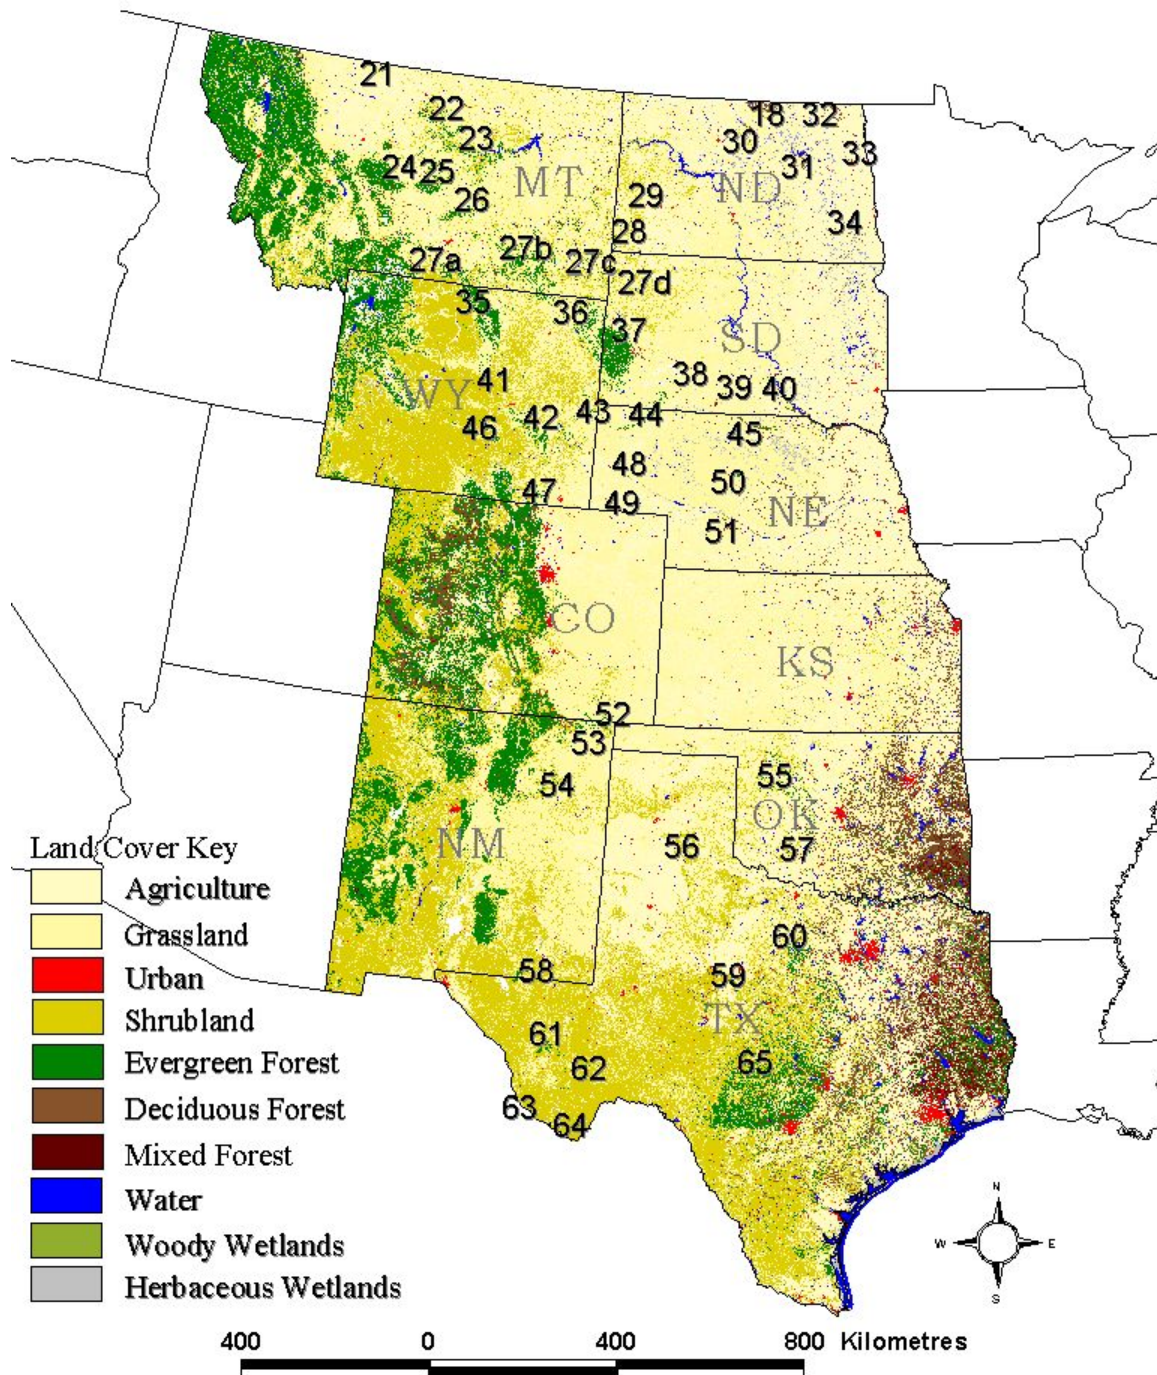 21
22
18
32
23
30
33
24
25
31
MT
26
29
ND
34
28
27a
27b
27c
27d
35
36
37
SD
41
38
39
40
WY
42
43
44
46
45
48
50
47
49
NE
51
CO
KS
52
53
54
55
OK
NM
56
57
Land Cover Key
Agriculture
Grassland
Urban
Shrubland
Evergreen Forest
Deciduous Forest
Mixed Forest
Water
Woody Wetlands
Herbaceous Wetlands
60
58
59
TX
61
62
65
63
64
N
W
E
S
400 0 400 800 Kilometres